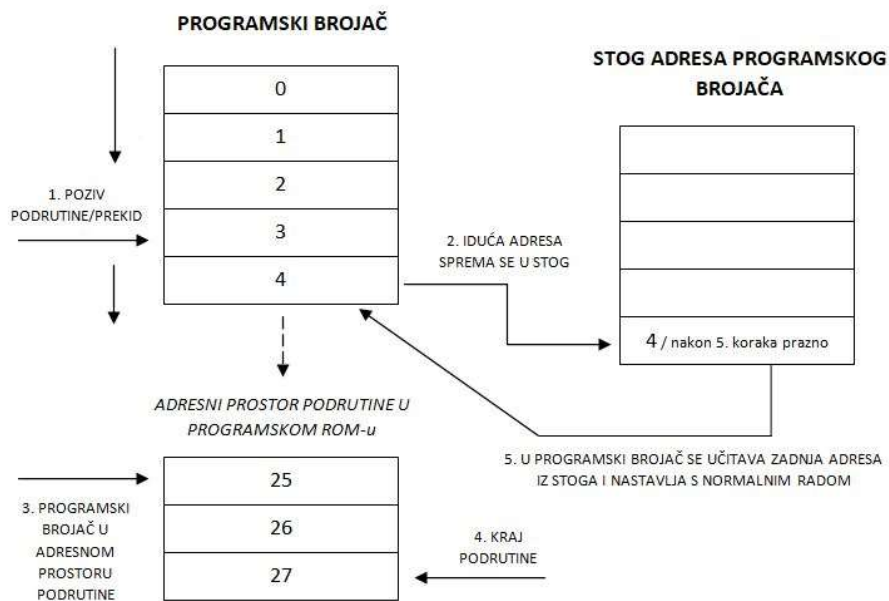 PROGRAMSKI BROJAČ
0
1
2
3
4
1. POZIV
PODRUTINE/PREKID
2. IDUĆA ADRESA
SPREMA SE U STOG
STOG ADRESA PROGRAMSKOG
BROJAČA
4 / nakon 5. koraka prazno
5. U PROGRAMSKI BROJAČ SE UČITAVA ZADNJA ADRESA
IZ STOGA I NASTAVLJA S NORMALNIM RADOM
ADRESNI PROSTOR PODRUTINE U
PROGRAMSKOM ROM-u
25
26
27
3. PROGRAMSKI
BROJAČ U
ADRESNOM
PROSTORU
PODRUTINE
4. KRAJ
PODRUTINE